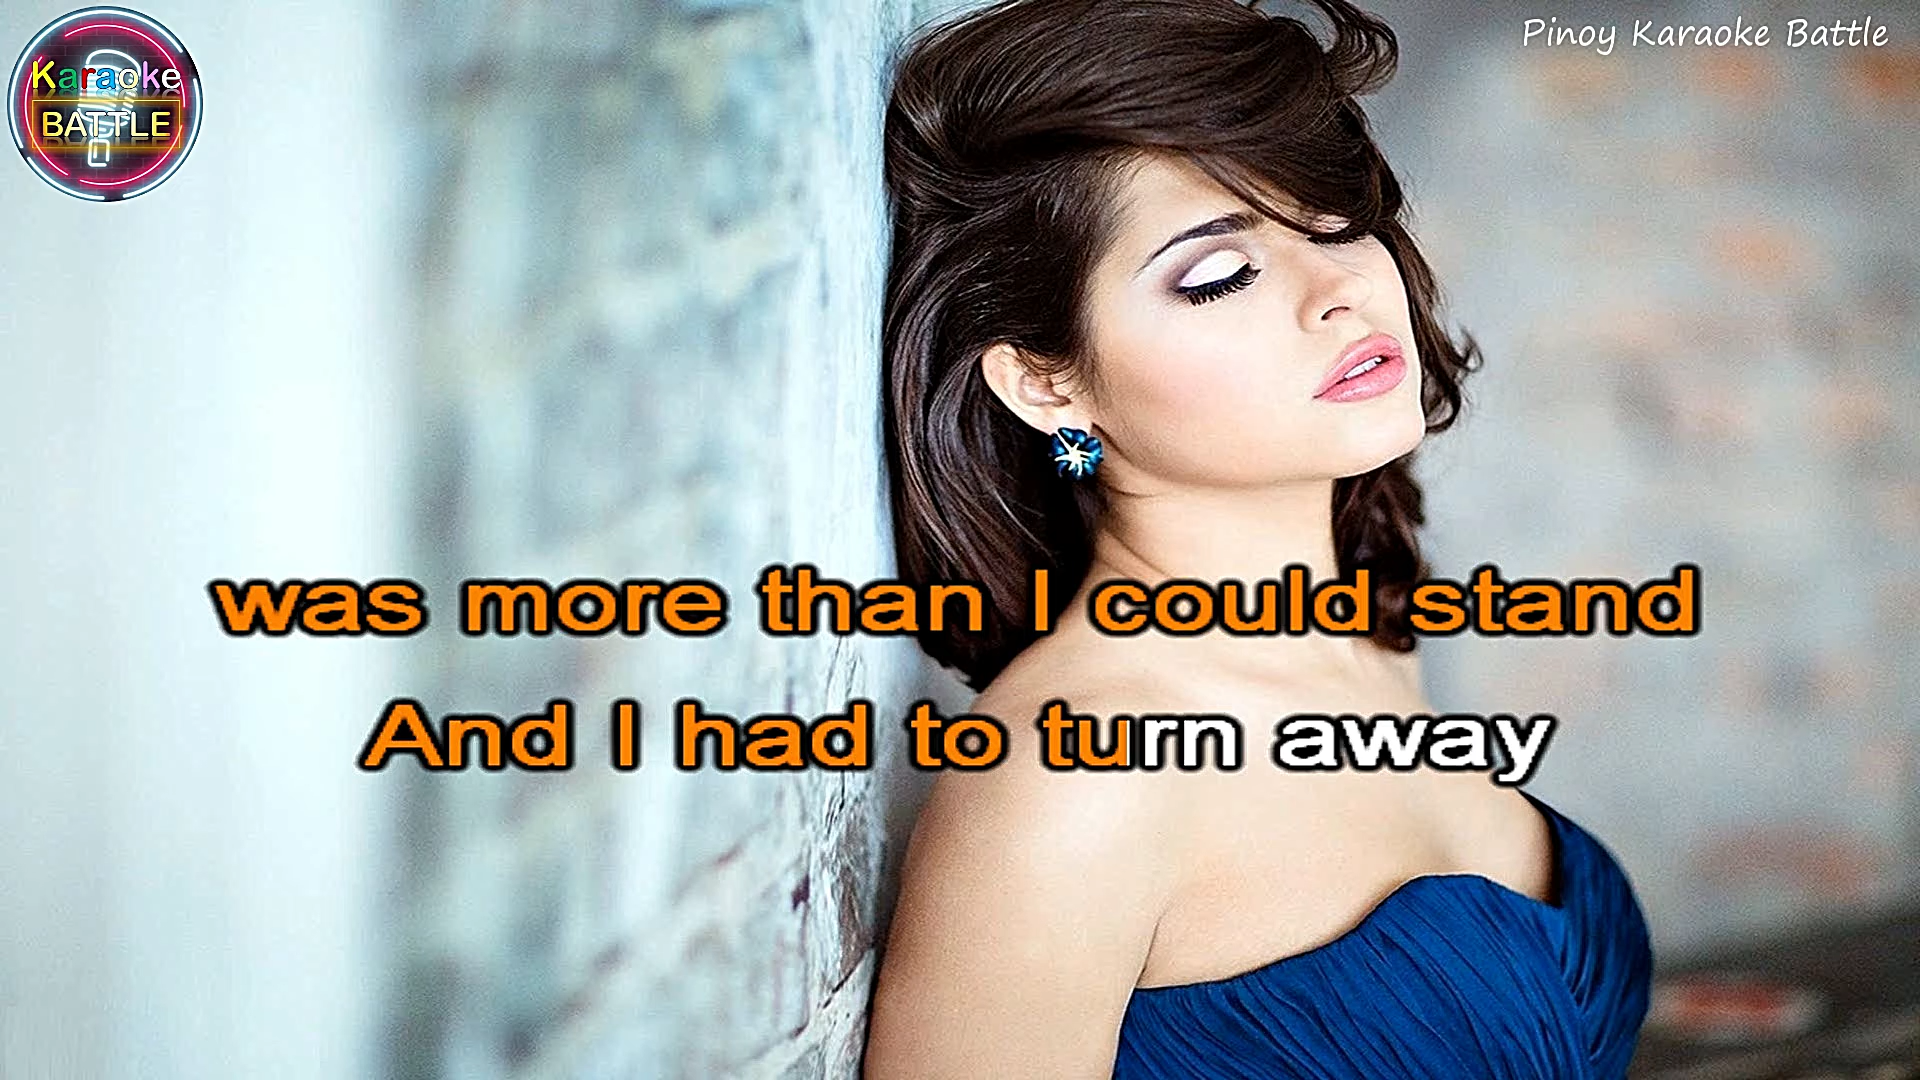 Karaoke
BATTLE
Pinoy Karaoke Battle
was more than I could stand
And I had to turn away